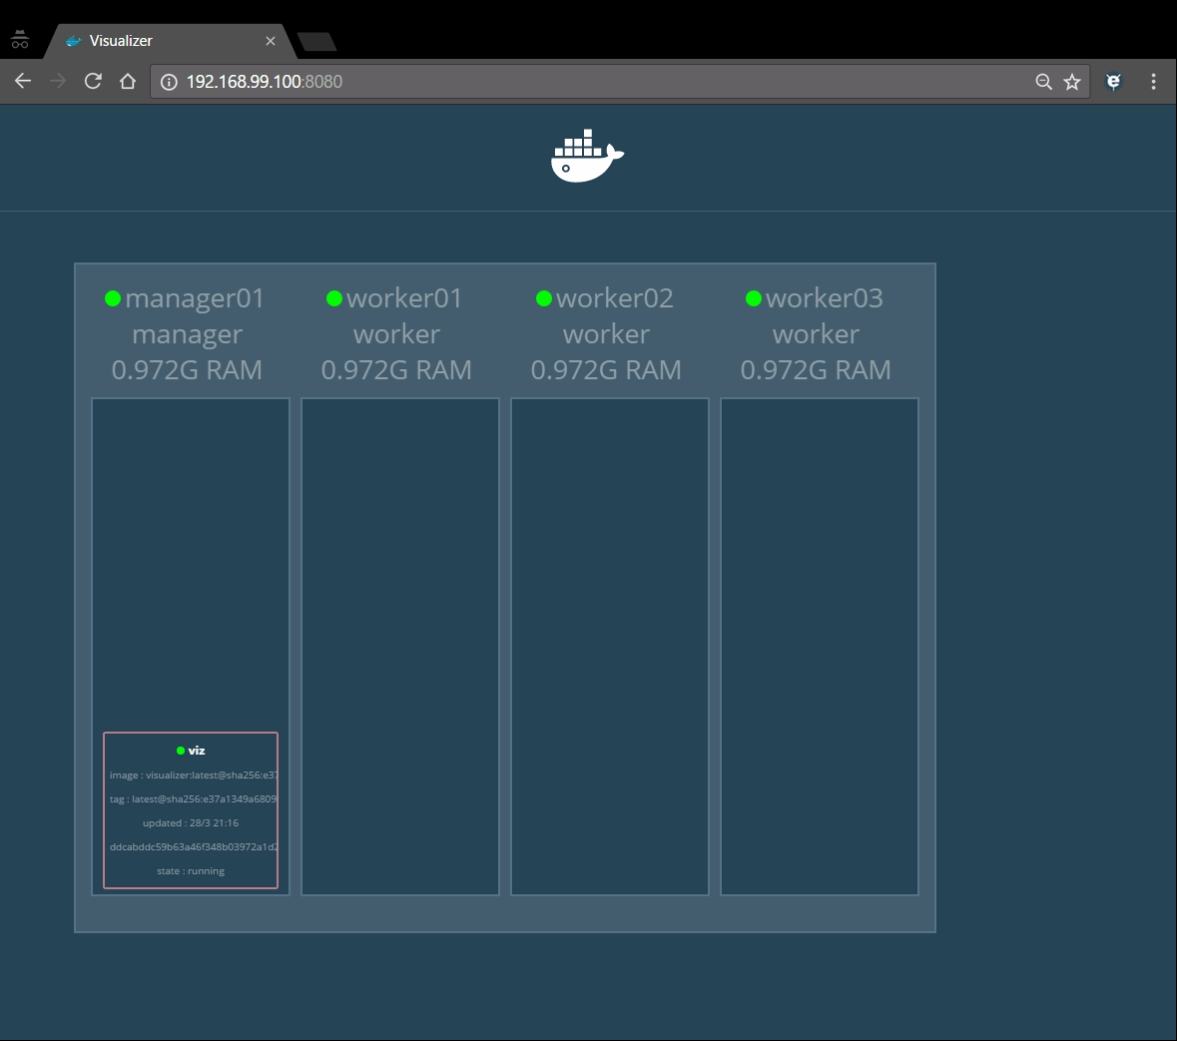 Visualizer
192.168.99.100:8080
manager01
manager
0.972G RAM
worker01
worker
0.972G RAM
worker02
worker
0.972G RAM
worker03
worker
0.972G RAM
viz
image : visualizer:latest@sha256:e37
tag : latest@sha256:e37a1349a6809
updated : 28/3 21:16
ddcabddc59b63a46f348b03972a1d2
state : running